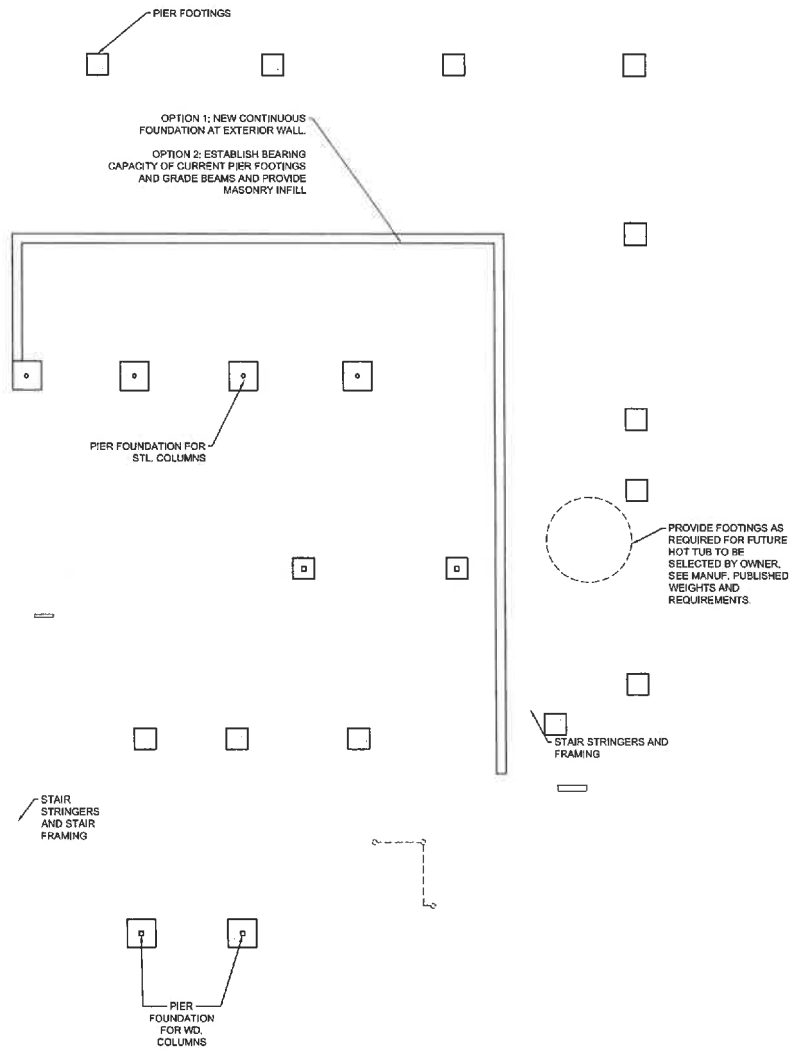 PIER FOOTINGS
OPTION 1; NEW CONTINUOUS
FOUNDATION AT EXTERIOR WALL.
OPTION 2; ESTABLISH BEARING
CAPACITY OF CURRENT PIER FOOTINGS
AND GRADE BEAMS AND PROVIDE
MASONRY INFILL
PIER FOUNDATION FOR
STL. COLUMNS
PROVIDE FOOTINGS AS
REQUIRED FOR FUTURE
HOT TUB TO BE
SELECTED BY OWNER.
SEE MANUF. PUBLISHED
WEIGHTS AND
REQUIREMENTS.
STAIR STRINGERS AND
FRAMING
STAIR
STRINGERS
AND STAIR
FRAMING
PIER
FOUNDATION
FOR WD.
COLUMNS